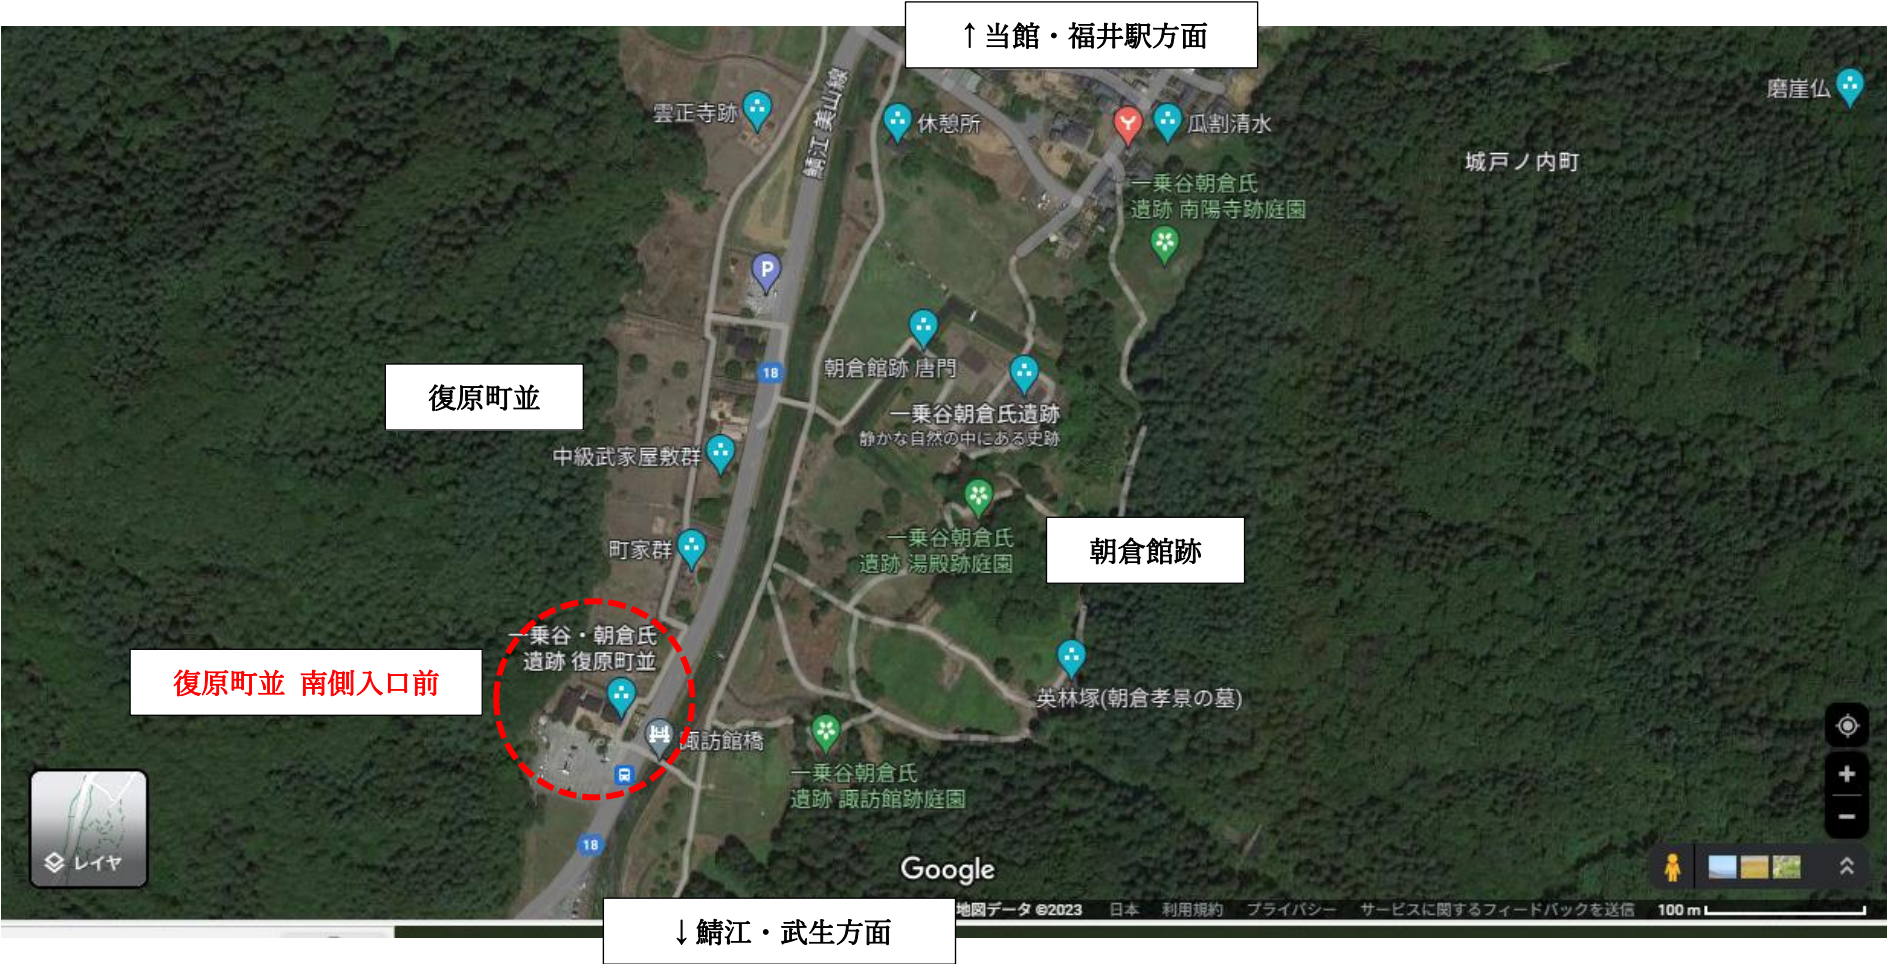 ↑当館・福井駅方面
磨崖仏
雲正寺跡
鯖江 美山線
休憩所
瓜割清水
城戸ノ内町
一乗谷朝倉氏
遺跡 南陽寺跡庭園
P
18
朝倉館跡 唐門
復原町並
一乗谷朝倉氏遺跡
静かな自然の中にある史跡
中級武家屋敷群
一乗谷朝倉氏
遺跡 湯殿跡庭園
朝倉館跡
町家群
一乗谷・朝倉氏
遺跡 復原町並
復原町並 南側入口前
英林塚(朝倉孝景の墓)
諏訪館橋
一乗谷朝倉氏
遺跡 諏訪館跡庭園
18
レイヤ
Google
地図データ ©2023 日本 利用規約 プライバシー サービスに関するフィードバックを送信 100 m
↓鯖江・武生方面